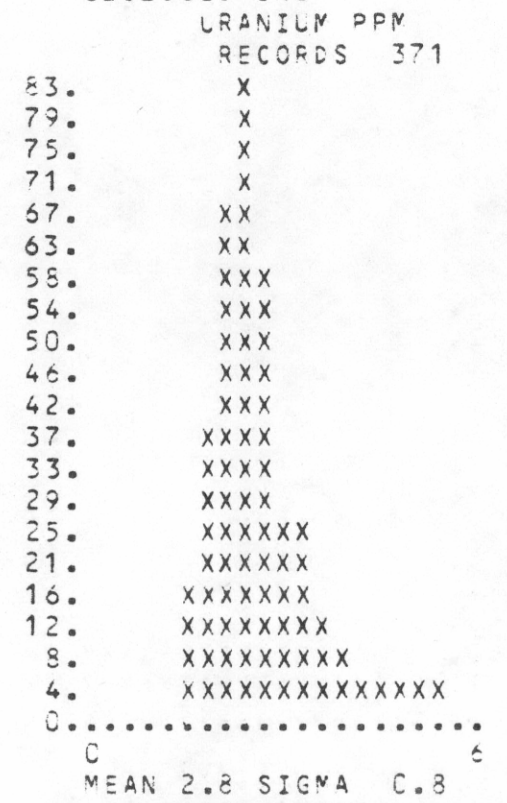 URANIUM PPM
RECORDS 371
83. X
79. X
75. X
71. X
67. XX
63. XX
58. XXX
54. XXX
50. XXX
46. XXX
42. XXX
37. XXXX
33. XXXX
29. XXXX
25. XXXXXX
21. XXXXXX
16. XXXXXXX
12. XXXXXXXX
8. XXXXXXXXX
4. XXXXXXXXXXXXXX
0.....................
0 6
MEAN 2.8 SIGMA 0.8